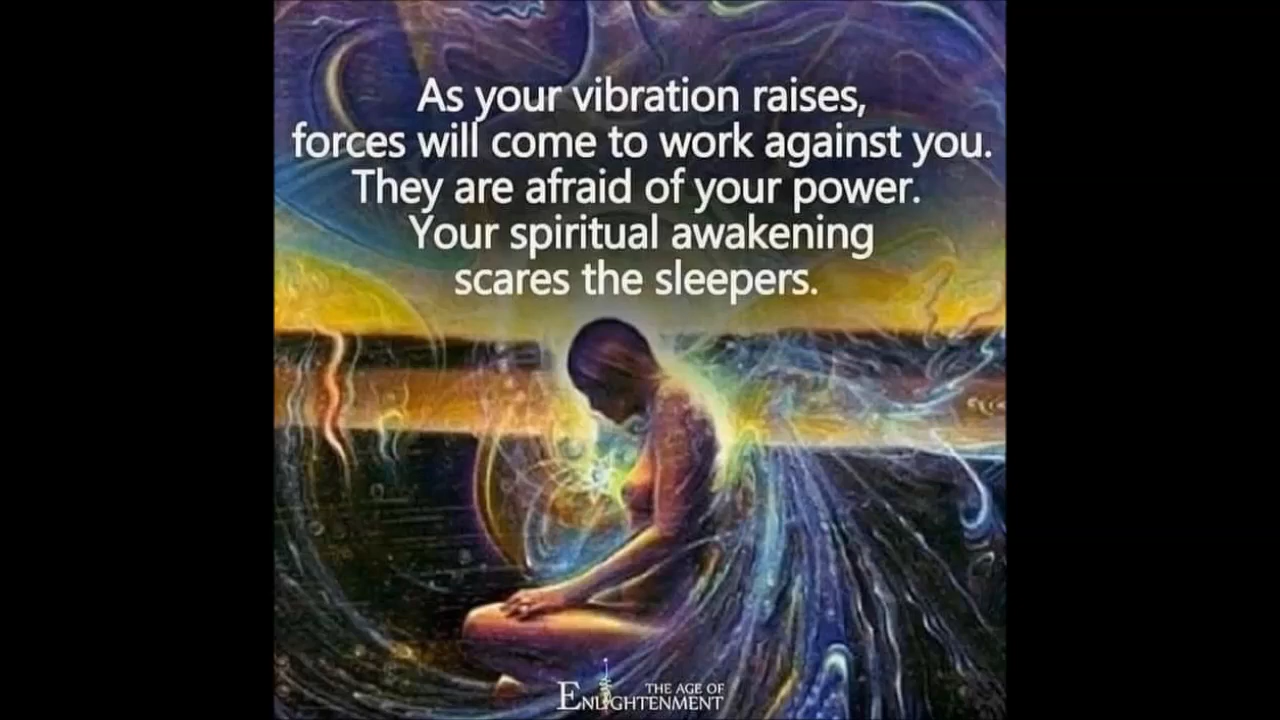 As your vibration raises,
forces will come to work against you.
They are afraid of your power.
Your spiritual awakening
scares the sleepers.
THE AGE OF
ENLIGHTENMENT